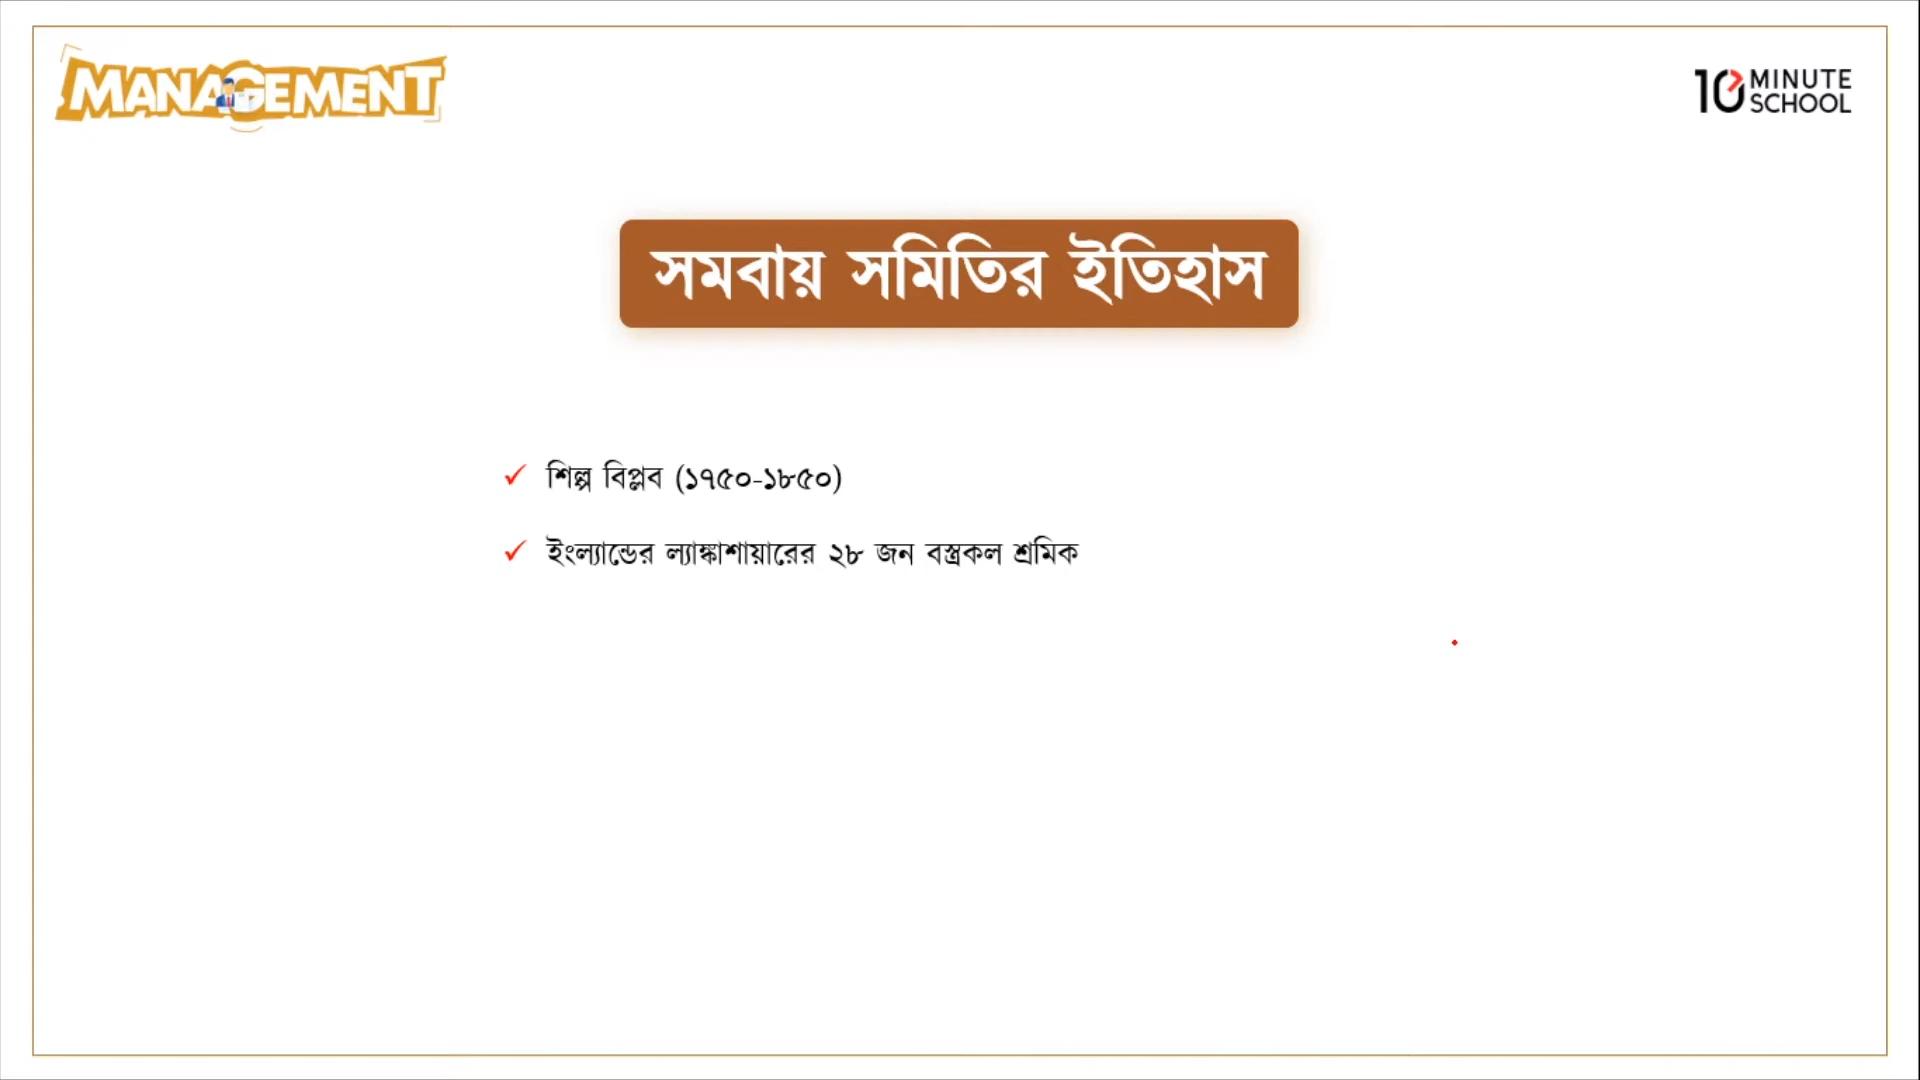 MANAGEMENT
10 MINUTE
SCHOOL
সমবায় সমিতির ইতিহাস
✓ শিল্প বিপ্লব (১৭৫০-১৮৫০)
✓ ইংল্যান্ডের ল্যাঙ্কাশায়ারের ২৮ জন বস্ত্রকল শ্রমিক